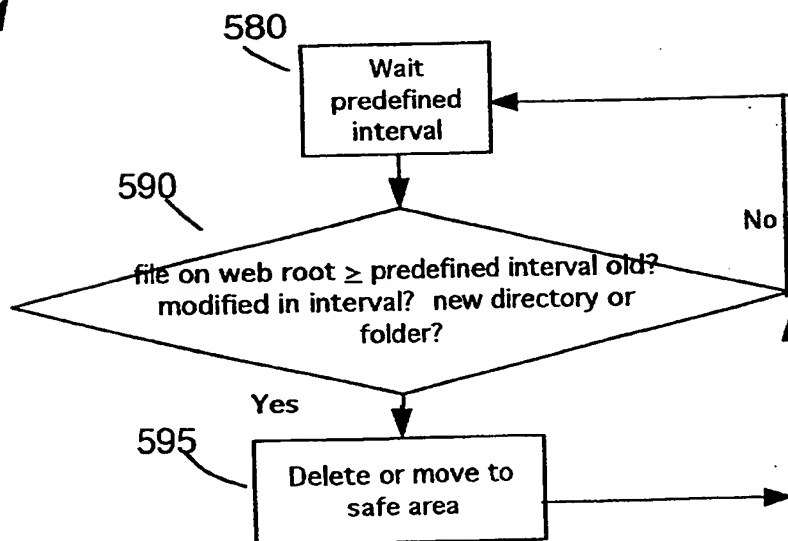 580
Wait
predefined
interval
590
No
file on web root ≥ predefined interval old?
modified in interval? new directory or
folder?
Yes
595
Delete or move to
safe area